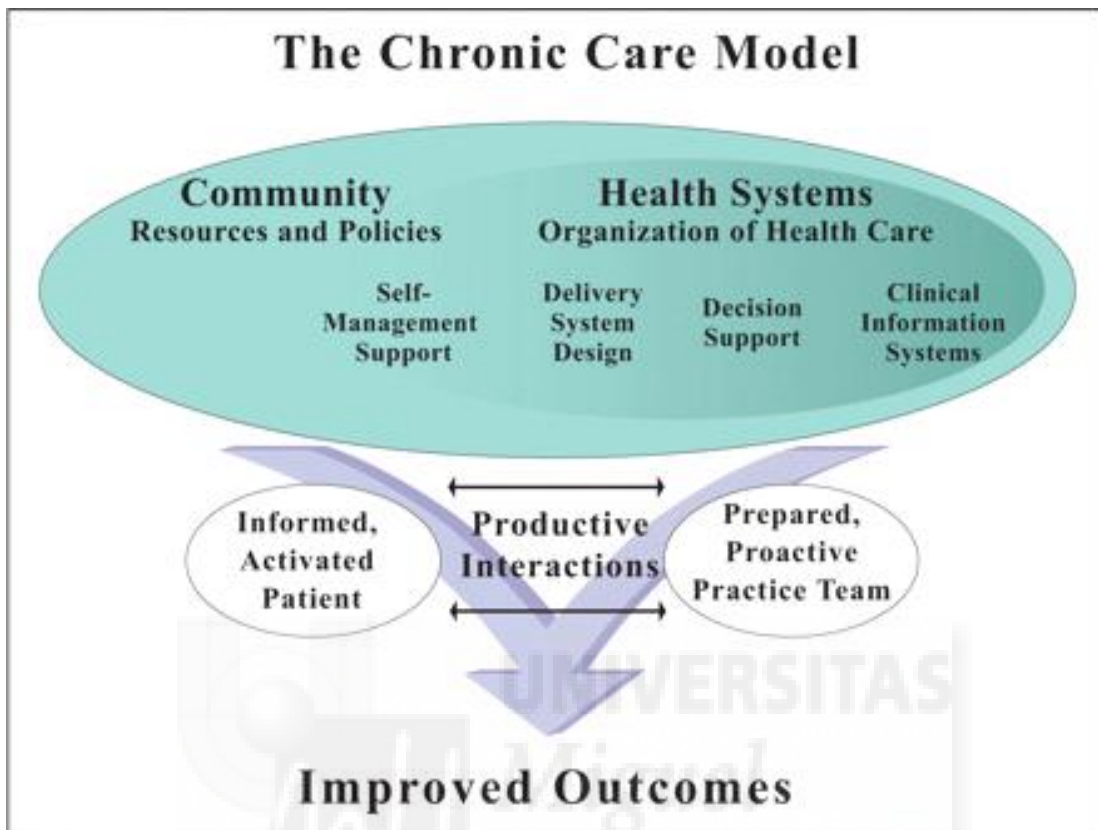 The Chronic Care Model
Community
Resources and Policies
Health Systems
Organization of Health Care
Self-
Management
Support
Delivery
System
Design
Decision
Support
Clinical
Information
Systems
Informed,
Activated
Patient
Productive
Interactions
Prepared,
Proactive
Practice Team
UNIVERSITAS
Miguel
Improved Outcomes